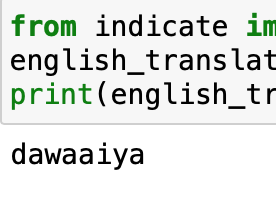 from indicate im
english_translat
print(english_tr
dawaaiya